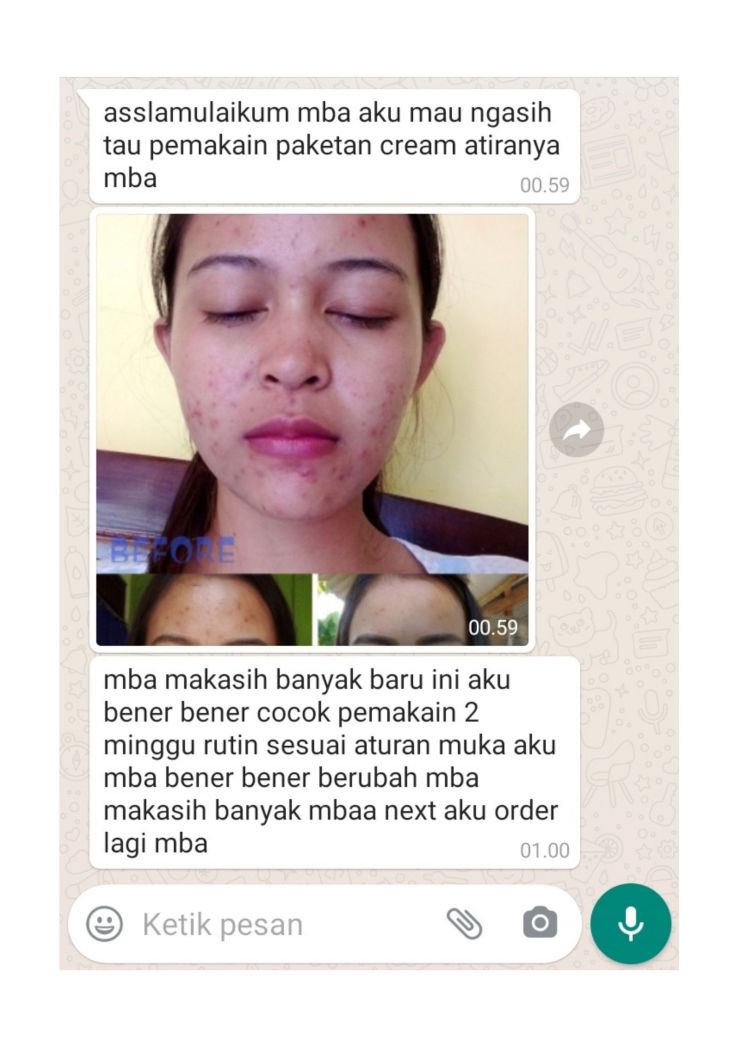 asslamulaikum mba aku mau ngasih
tau pemakain paketan cream atiranya
mba
00.59
BEFORE
00.59
mba makasih banyak baru ini aku
bener bener cocok pemakain 2
minggu rutin sesuai aturan muka aku
mba bener bener berubah mba
makasih banyak mbaa next aku order
lagi mba
01.00
Ketik pesan